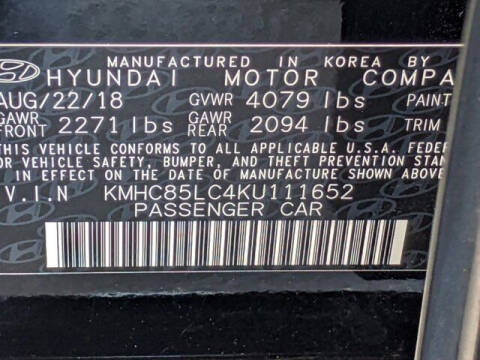 MANUFACTURED IN KOREA BY
HYUNDAI MOTOR COMPA
AUG/22/18 GVWR 4079 lbs PAINT
GAWR FRONT 2271 lbs GAWR REAR 2094 lbs TRIM
THIS VEHICLE CONFORMS TO ALL APPLICABLE U.S.A. FEDER
VEHICLE SAFETY, BUMPER, AND THEFT PREVENTION STAN
IN EFFECT ON THE DATE OF MANUFACTURE SHOWN ABOVE.
V.I.N KMHC85LC4KU111652
PASSENGER CAR